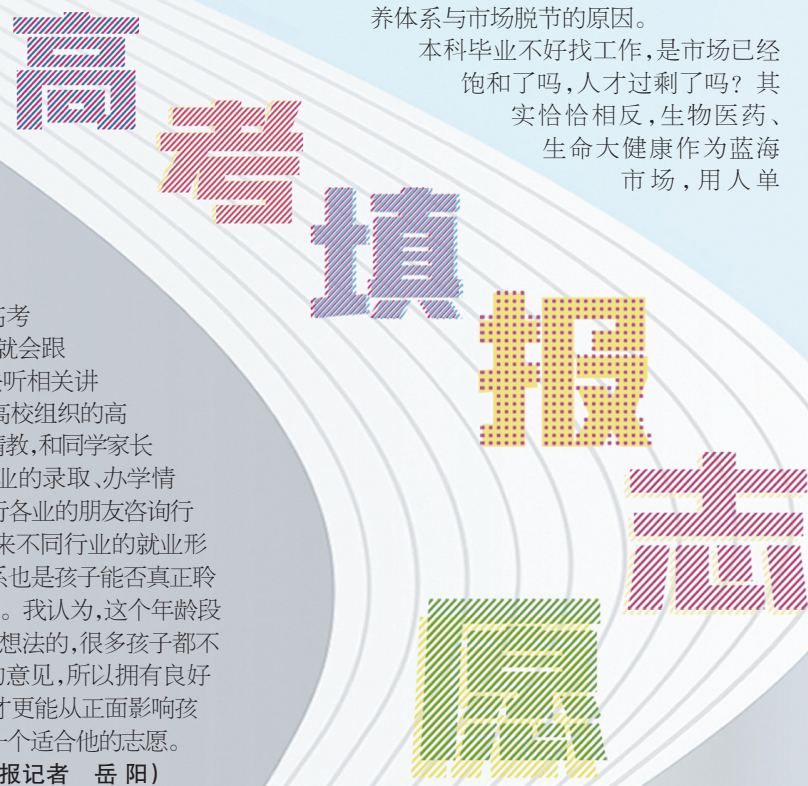 养体系与市场脱节的原因。
本科毕业不好找工作,是市场已经
饱和了吗,人才过剩了吗？其
实恰恰相反,生物医药、
生命大健康作为蓝海
市场,用人单
高考填报志愿
高考
就会跟
听相关讲
高校组织的高
请教,和同学家长
业的录取、办学情
行各业的朋友咨询行
来不同行业的就业形
系也是孩子能否真正聆
。我认为,这个年龄段
想法的,很多孩子都不
的意见,所以拥有良好
才更能从正面影响孩
一个适合他的志愿。
报记者 岳 阳)